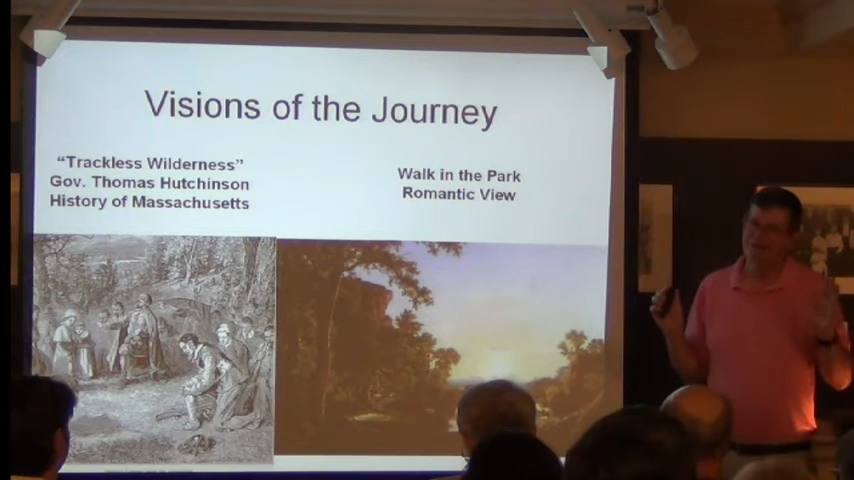 Visions of the Journey
“Trackless Wilderness”
Gov. Thomas Hutchinson
History of Massachusetts
Walk in the Park
Romantic View